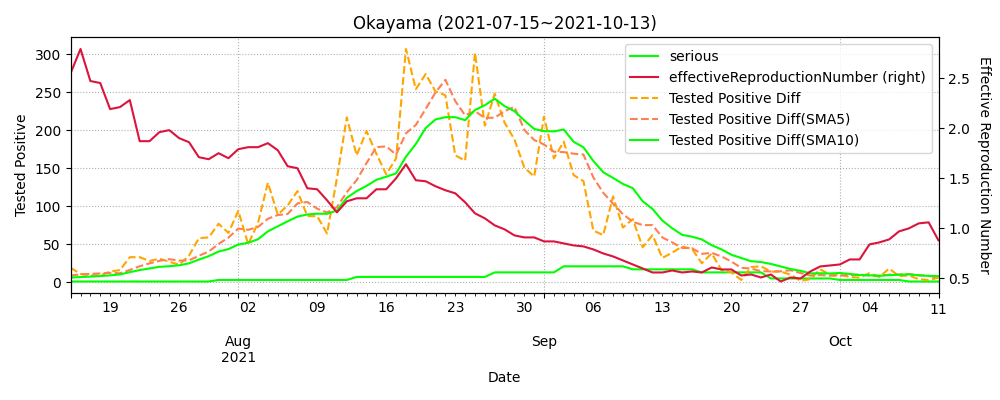 Okayama (2021-07-15~2021-10-13)
Tested Positive
300
250
200
150
100
50
0
serious
effectiveReproductionNumber (right)
Tested Positive Diff
Tested Positive Diff(SMA5)
Tested Positive Diff(SMA10)
2.5
2.0
1.5
1.0
0.5
Effective Reproduction Number
19 26 02 09 16 23 30 06 13 20 27 04 11
Aug Sep Oct
2021
Date